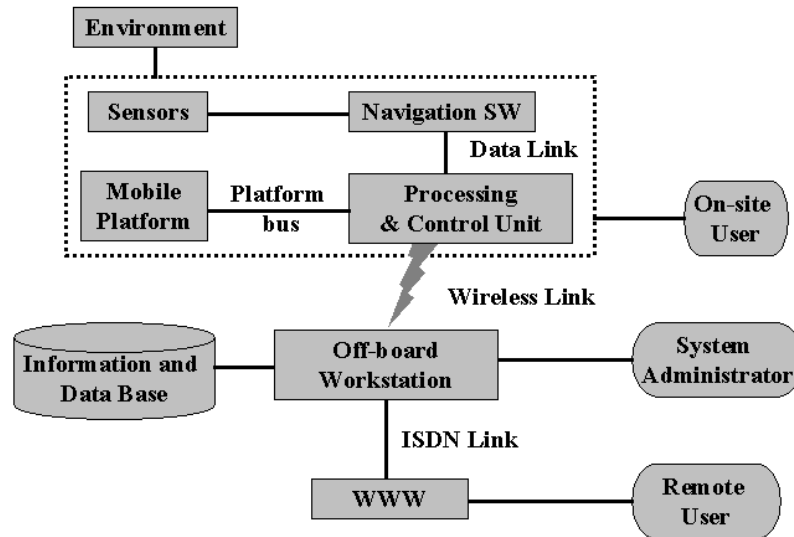 Environment
Sensors
Navigation SW
Data Link
Mobile
Platform
Platform
bus
Processing
& Control Unit
On-site
User
Wireless Link
Information and
Data Base
Off-board
Workstation
System
Administrator
ISDN Link
WWW
Remote
User